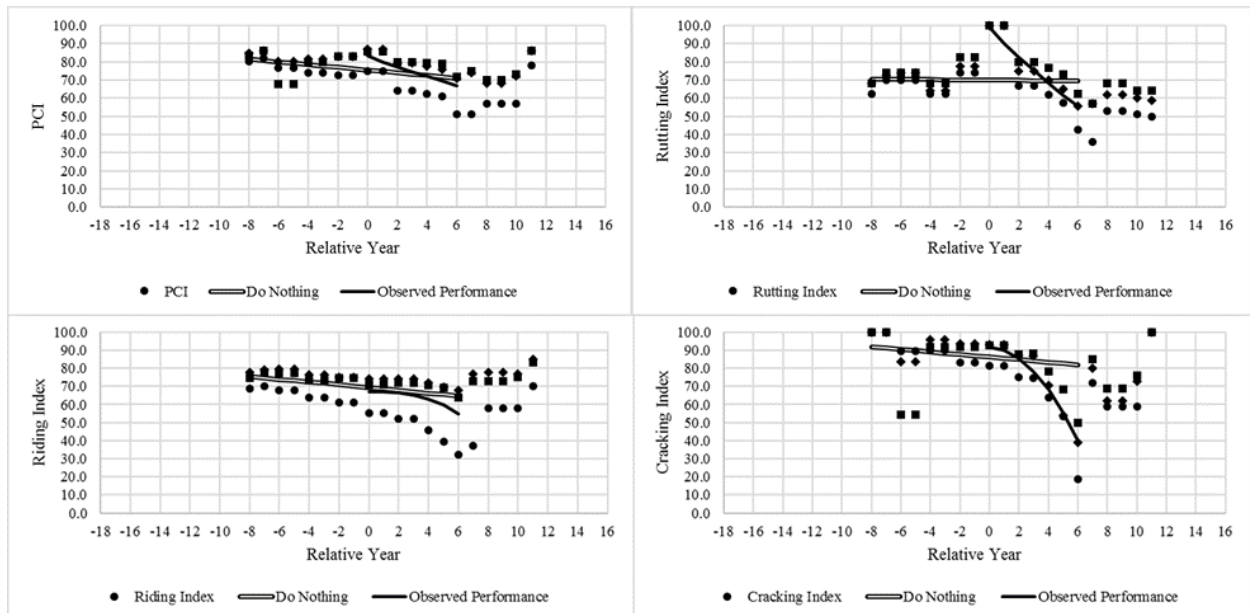 100.0
90.0
80.0
70.0
60.0
50.0
40.0
30.0
20.0
10.0
0.0
PCI
-18 -16 -14 -12 -10 -8 -6 -4 -2 0 2 4 6 8 10 12 14 16
Relative Year
PCI Do Nothing Observed Performance
100.0
90.0
80.0
70.0
60.0
50.0
40.0
30.0
20.0
10.0
0.0
Rutting Index
-18 -16 -14 -12 -10 -8 -6 -4 -2 0 2 4 6 8 10 12 14 16
Relative Year
Rutting Index Do Nothing Observed Performance
100.0
90.0
80.0
70.0
60.0
50.0
40.0
30.0
20.0
10.0
0.0
Riding Index
-18 -16 -14 -12 -10 -8 -6 -4 -2 0 2 4 6 8 10 12 14 16
Relative Year
Riding Index Do Nothing Observed Performance
100.0
90.0
80.0
70.0
60.0
50.0
40.0
30.0
20.0
10.0
0.0
Cracking Index
-18 -16 -14 -12 -10 -8 -6 -4 -2 0 2 4 6 8 10 12 14 16
Relative Year
Cracking Index Do Nothing Observed Performance